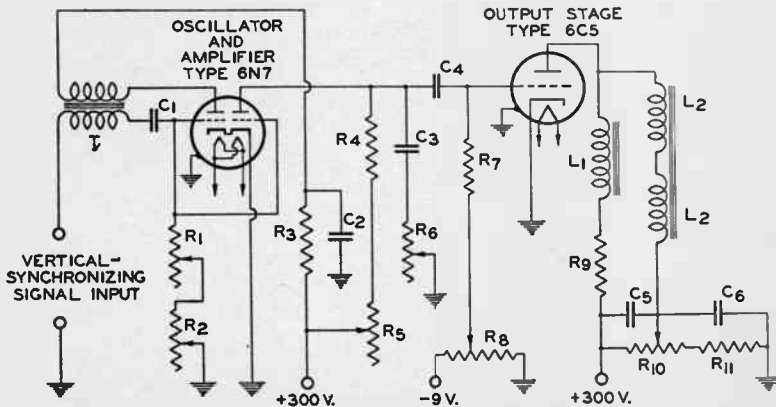 OSCILLATOR
AND
AMPLIFIER
TYPE 6N7
OUTPUT STAGE
TYPE 6C5
C1
T
C4
R4
C3
R7
L1
L2
L2
R1
R3
C2
R6
R9
VERTICAL-
SYNCHRONIZING
SIGNAL INPUT
R2
R5
R8
C5
C6
R10
R11
+300 V.
-9 V.
+300 V.